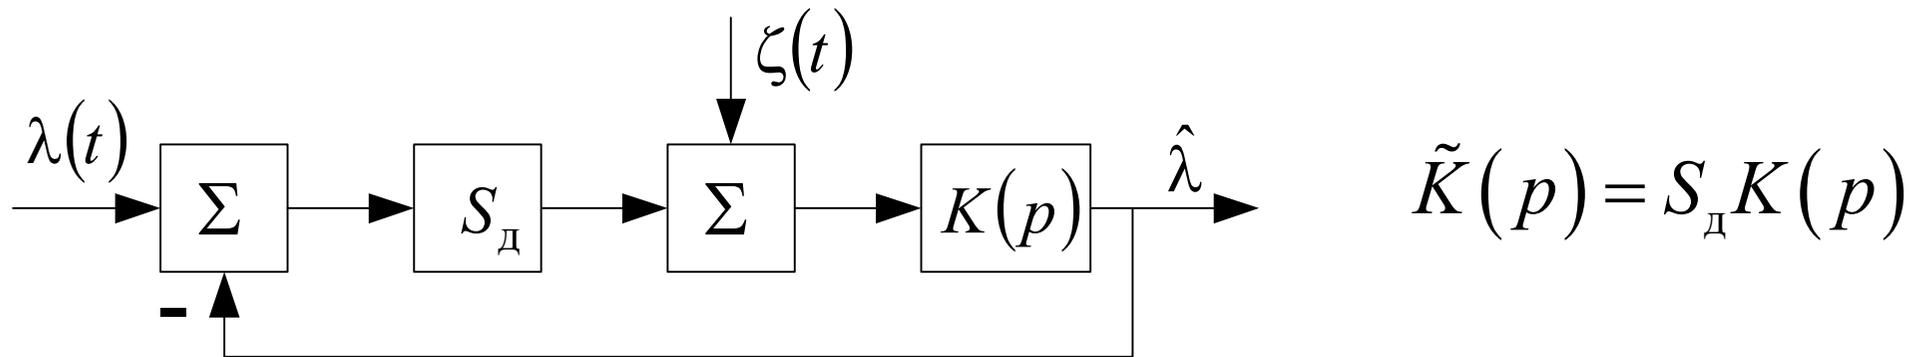 ζ(t)
λ(t)
Σ
S_д
Σ
K(p)
λ̂
K̃(p) = S_дK(p)
-